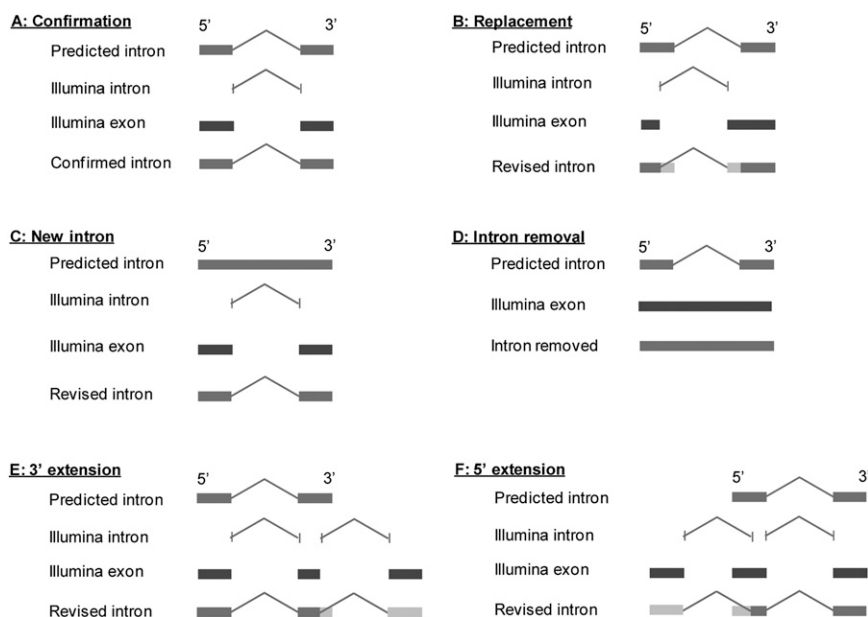 A: Confirmation
5’ 3’
Predicted intron
Illumina intron
Illumina exon
Confirmed intron
B: Replacement
5’ 3’
Predicted intron
Illumina intron
Illumina exon
Revised intron
C: New intron
5’ 3’
Predicted intron
Illumina intron
Illumina exon
Revised intron
D: Intron removal
5’ 3’
Predicted intron
Illumina exon
Intron removed
E: 3’ extension
5’ 3’
Predicted intron
Illumina intron
Illumina exon
Revised intron
F: 5’ extension
5’ 3’
Predicted intron
Illumina intron
Illumina exon
Revised intron